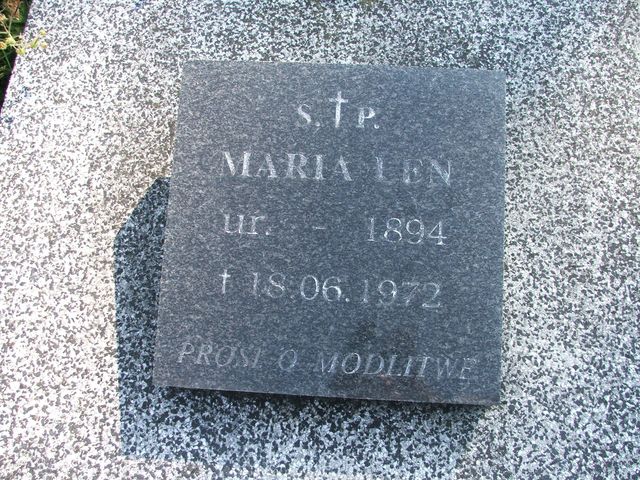 S. † P.
MARIA LEN
ur. - 1894
† 18.06.1972
PROSI O MODLITWĘ